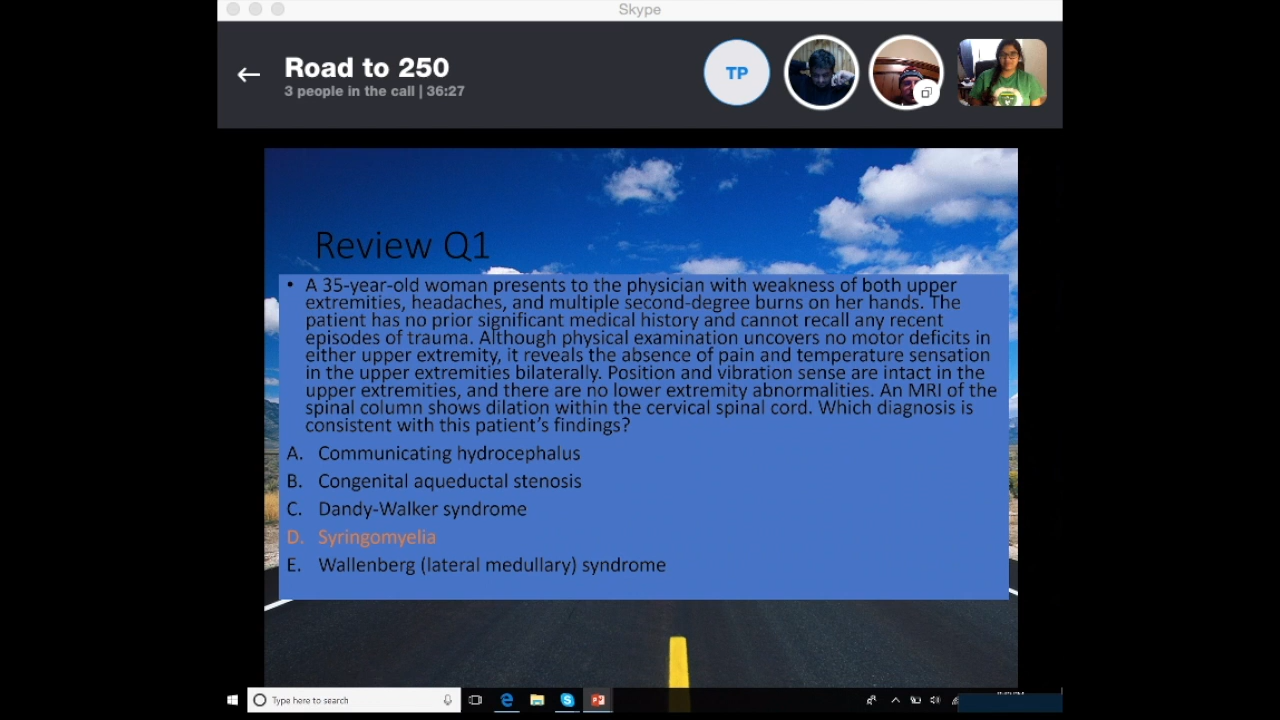 Skype
Road to 250
3 people in the call | 36:27
TP
Review Q1
• A 35-year-old woman presents to the physician with weakness of both upper
extremities, headaches, and multiple second-degree burns on her hands. The
patient has no prior significant medical history and cannot recall any recent
episodes of trauma. Although physical examination uncovers no motor deficits in
either upper extremity, it reveals the absence of pain and temperature sensation
in the upper extremities bilaterally. Position and vibration sense are intact in the
upper extremities, and there are no lower extremity abnormalities. An MRI of the
spinal column shows dilation within the cervical spinal cord. Which diagnosis is
consistent with this patient’s findings?
A. Communicating hydrocephalus
B. Congenital aqueductal stenosis
C. Dandy-Walker syndrome
D. Syringomyelia
E. Wallenberg (lateral medullary) syndrome
Type here to search